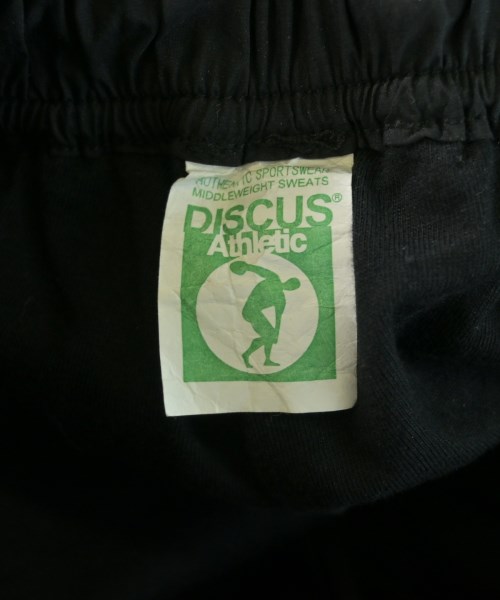 AUTHENTIC SPORTSWEAR
MIDDLEWEIGHT SWEATS
DISCUS®
Athletic